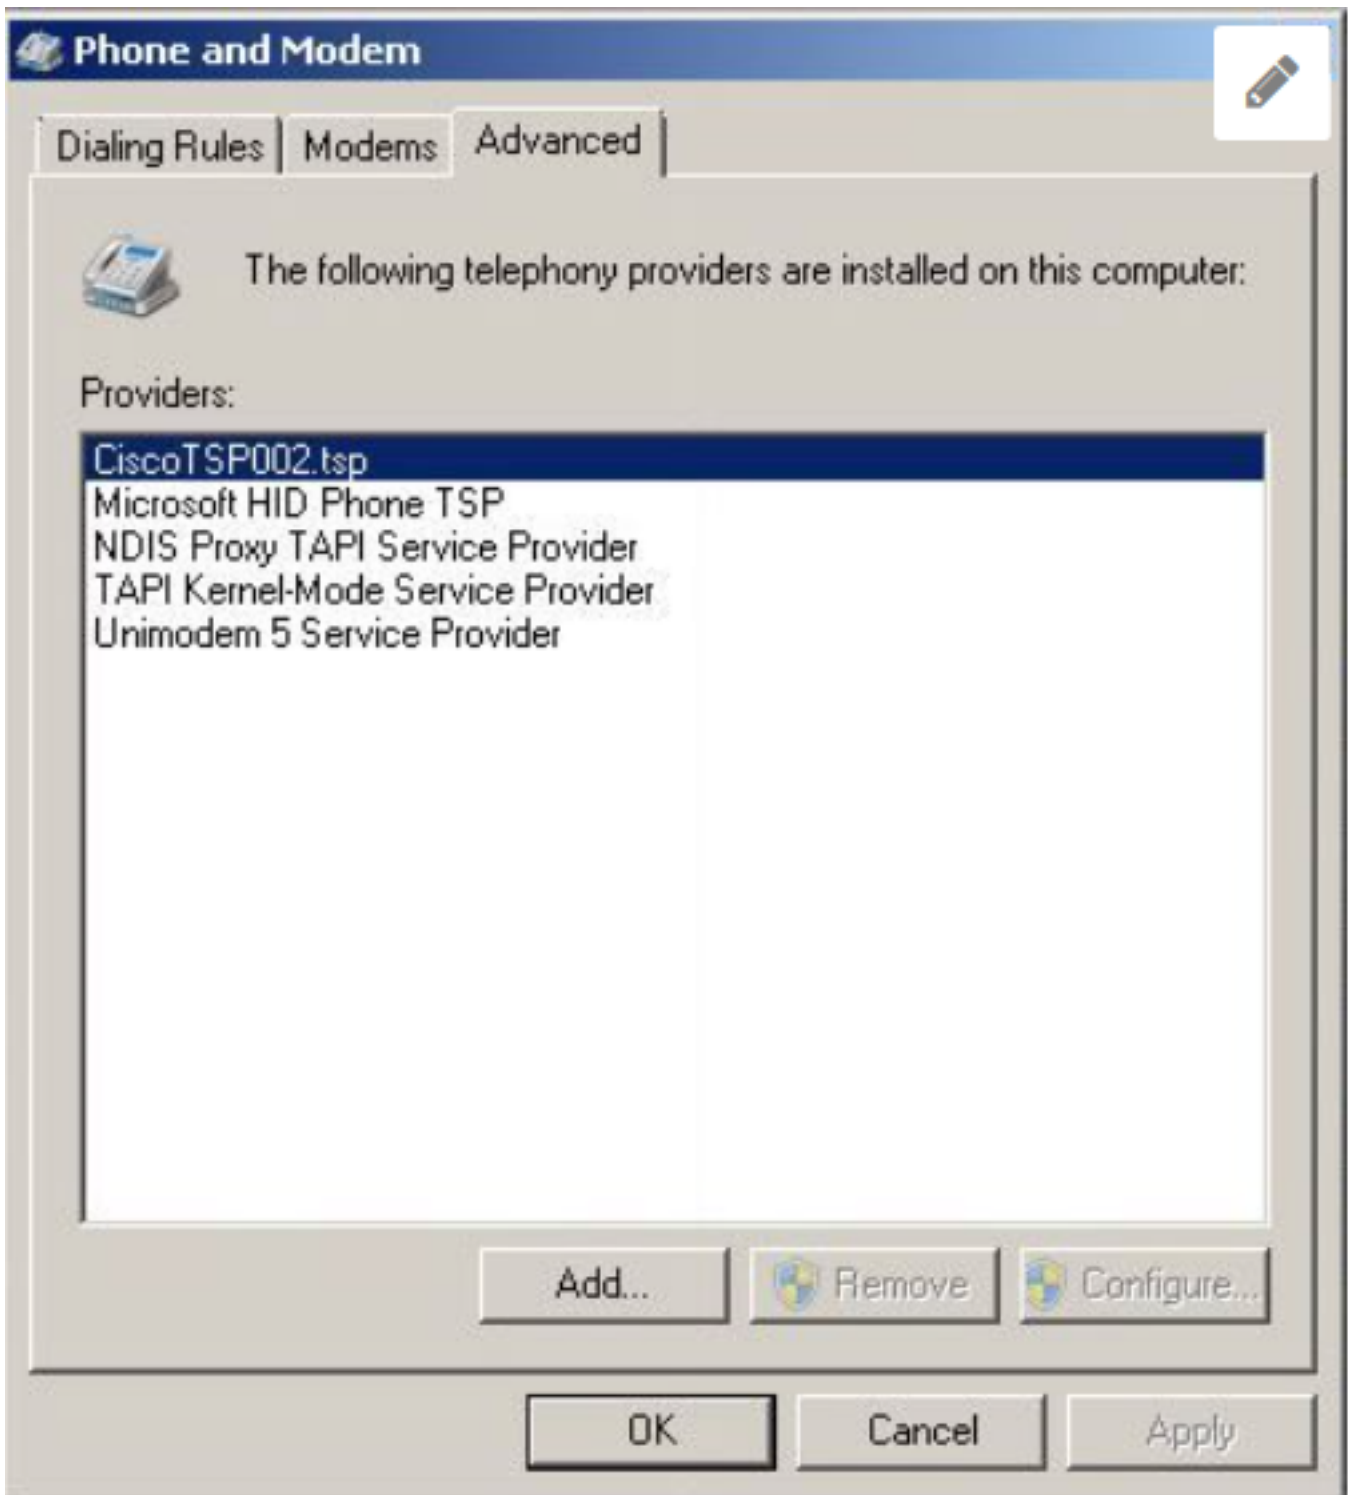 Phone and Modem
Dialing Rules
Modems
Advanced
The following telephony providers are installed on this computer:
Providers:
CiscoTSP002.tsp
Microsoft HID Phone TSP
NDIS Proxy TAPI Service Provider
TAPI Kernel-Mode Service Provider
Unimodem 5 Service Provider
Add...
Remove
Configure...
OK
Cancel
Apply